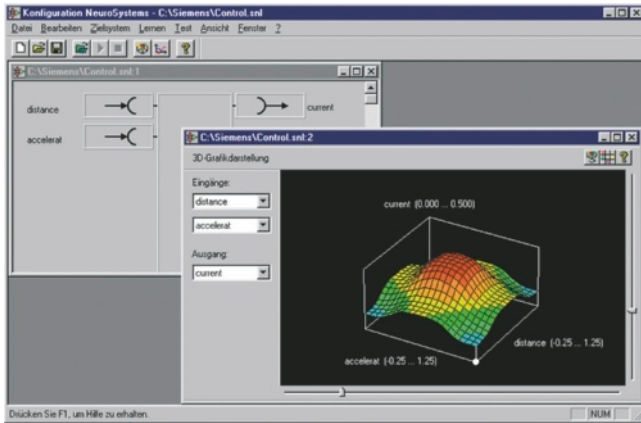 Konfiguration NeuroSystems - C:\Siemens\Control.snl
Datei Bearbeiten Zielsystem Lernen Test Ansicht Fenster ?
C:\Siemens\Control.snl:1
distance
current
accelerat
C:\Siemens\Control.snl:2
3D-Grafikdarstellung
Eingänge:
distance
accelerat
Ausgang:
current
current (0.000 ... 0.500)
distance (-0.25 ... 1.25)
accelerat (-0.25 ... 1.25)
Drücken Sie F1, um Hilfe zu erhalten.
NUM